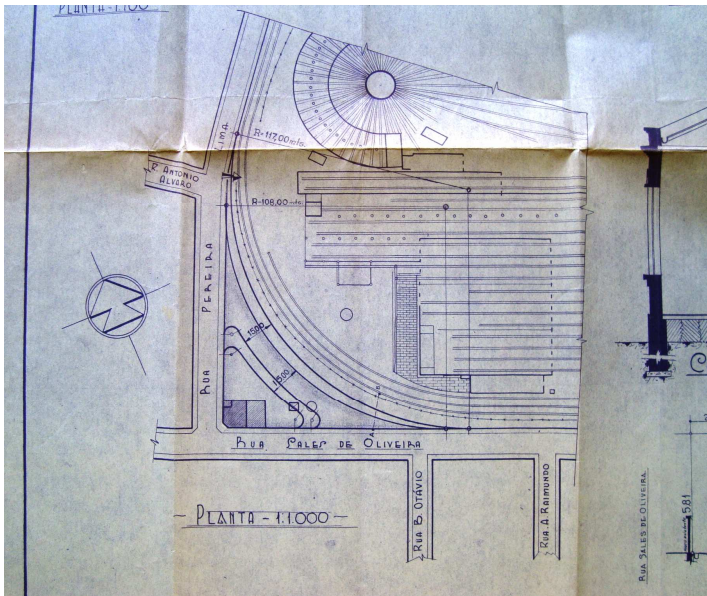 PLANTA-1:100
LIMA
R=117,00 mts.
R. ANTONIO
ALVARO
R=108,00 mts.
PEREIRA
RUA
15,00
15,00
RUA SALES DE OLIVEIRA
PLANTA - 1:1.000
RUA B. OTÁVIO
RUA A. RAIMUNDO
RUA SALES DE OLIVEIRA
5.81
C